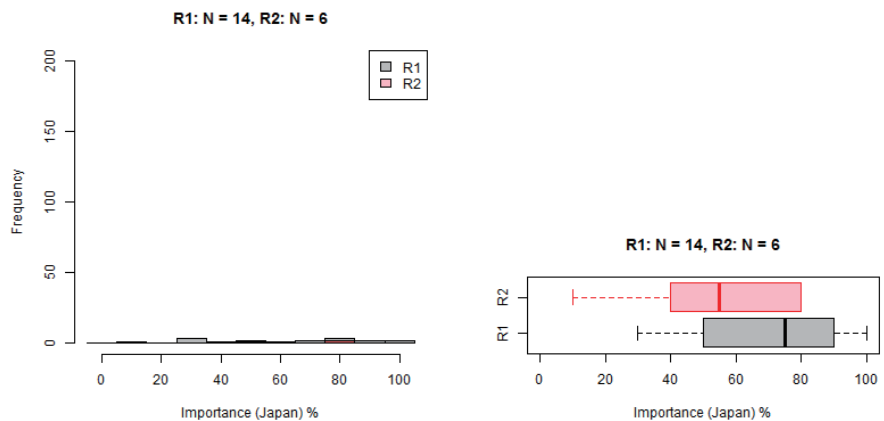 R1: N = 14, R2: N = 6
200
150
100
50
0
Frequency
R1
R2
0 20 40 60 80 100
Importance (Japan) %
R1: N = 14, R2: N = 6
R2
R1
0 20 40 60 80 100
Importance (Japan) %